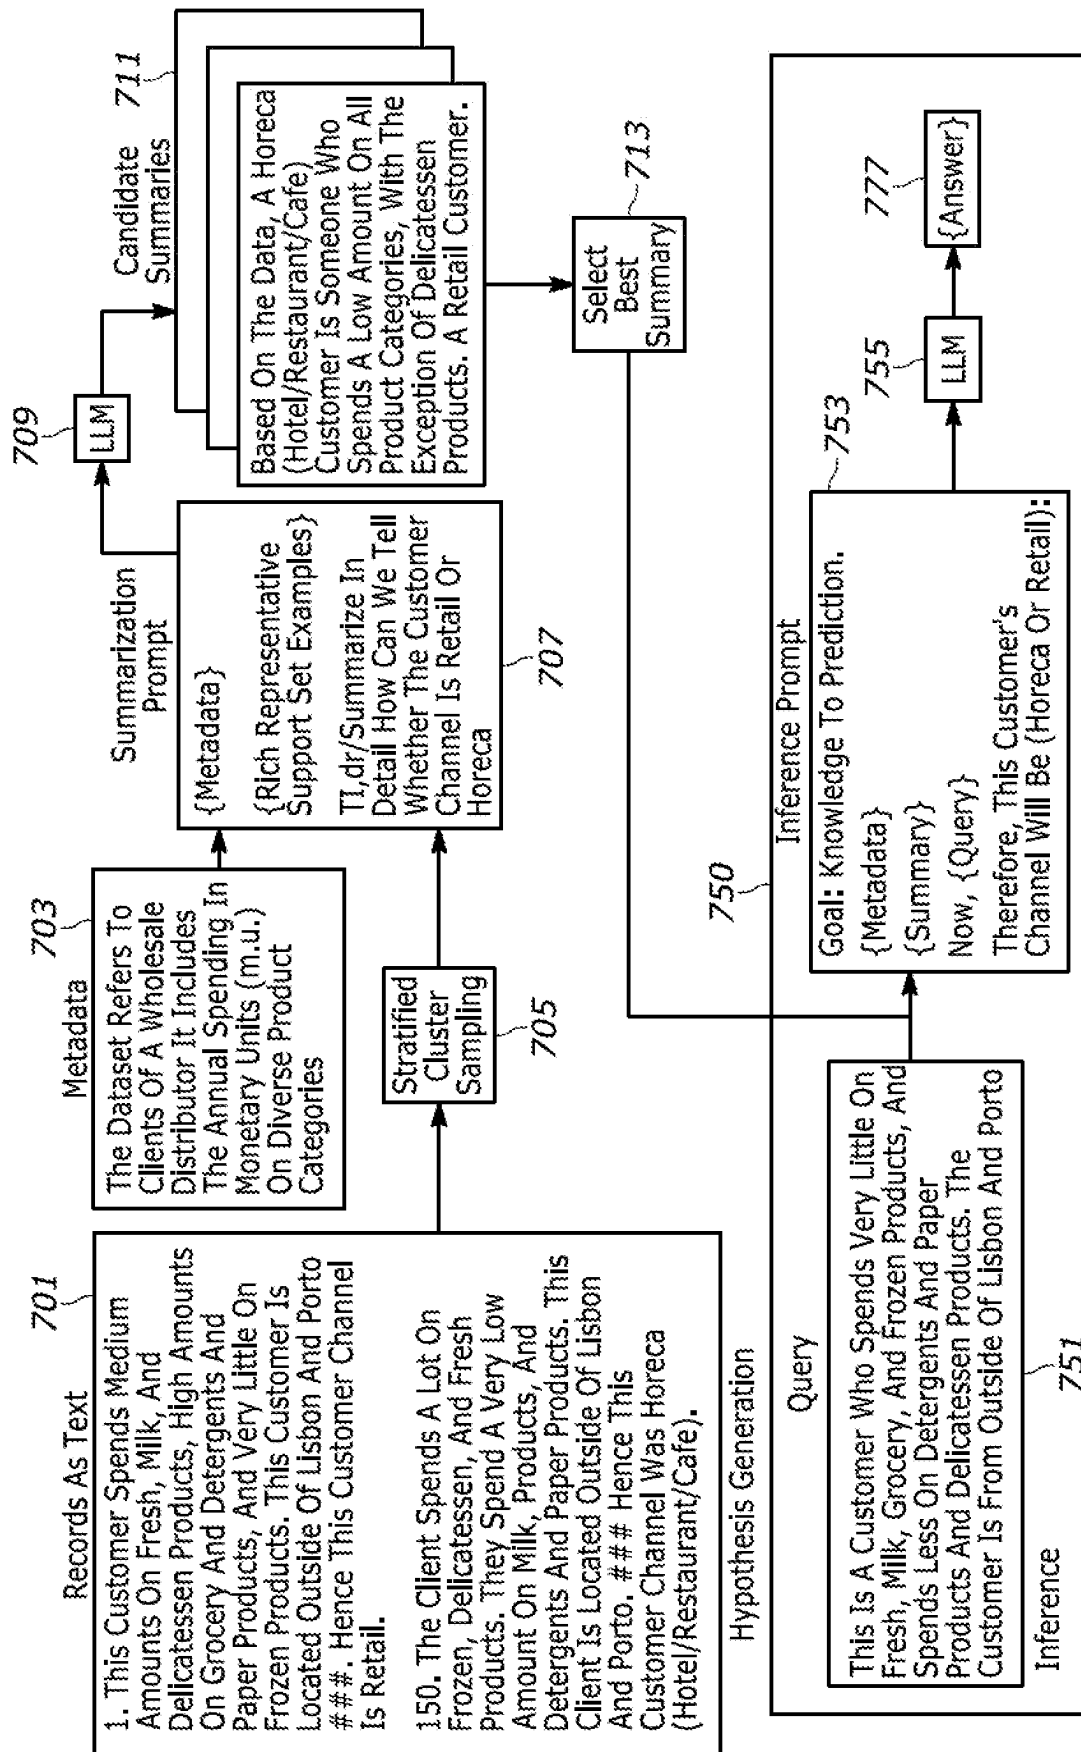 Records As Text
701
1. This Customer Spends Medium
Amounts On Fresh, Milk, And
Delicatessen Products, High Amounts
On Grocery And Detergents And
Paper Products, And Very Little On
Frozen Products. This Customer Is
Located Outside Of Lisbon And Porto
###. Hence This Customer Channel
Is Retail.
150. The Client Spends A Lot On
Frozen, Delicatessen, And Fresh
Products. They Spend A Very Low
Amount On Milk, Products, And
Detergents And Paper Products. This
Client Is Located Outside Of Lisbon
And Porto. ### Hence This
Customer Channel Was Horeca
(Hotel/Restaurant/Cafe).
Hypothesis Generation
Metadata
703
The Dataset Refers To
Clients Of A Wholesale
Distributor It Includes
The Annual Spending In
Monetary Units (m.u.)
On Diverse Product
Categories
Stratified
Cluster
Sampling
705
Summarization
Prompt
{Metadata}
{Rich Representative
Support Set Examples}
Tl,dr/Summarize In
Detail How Can We Tell
Whether The Customer
Channel Is Retail Or
Horeca
707
709
LLM
Candidate
Summaries
711
Based On The Data, A Horeca
(Hotel/Restaurant/Cafe)
Customer Is Someone Who
Spends A Low Amount On All
Product Categories, With The
Exception Of Delicatessen
Products. A Retail Customer.
Select
Best
Summary
713
750
Query
This Is A Customer Who Spends Very Little On
Fresh, Milk, Grocery, And Frozen Products, And
Spends Less On Detergents And Paper
Products And Delicatessen Products. The
Customer Is From Outside Of Lisbon And Porto
751
Inference
Inference Prompt
753
Goal: Knowledge To Prediction.
{Metadata}
{Summary}
Now, {Query}
Therefore, This Customer's
Channel Will Be (Horeca Or Retail):
755
LLM
777
{Answer}